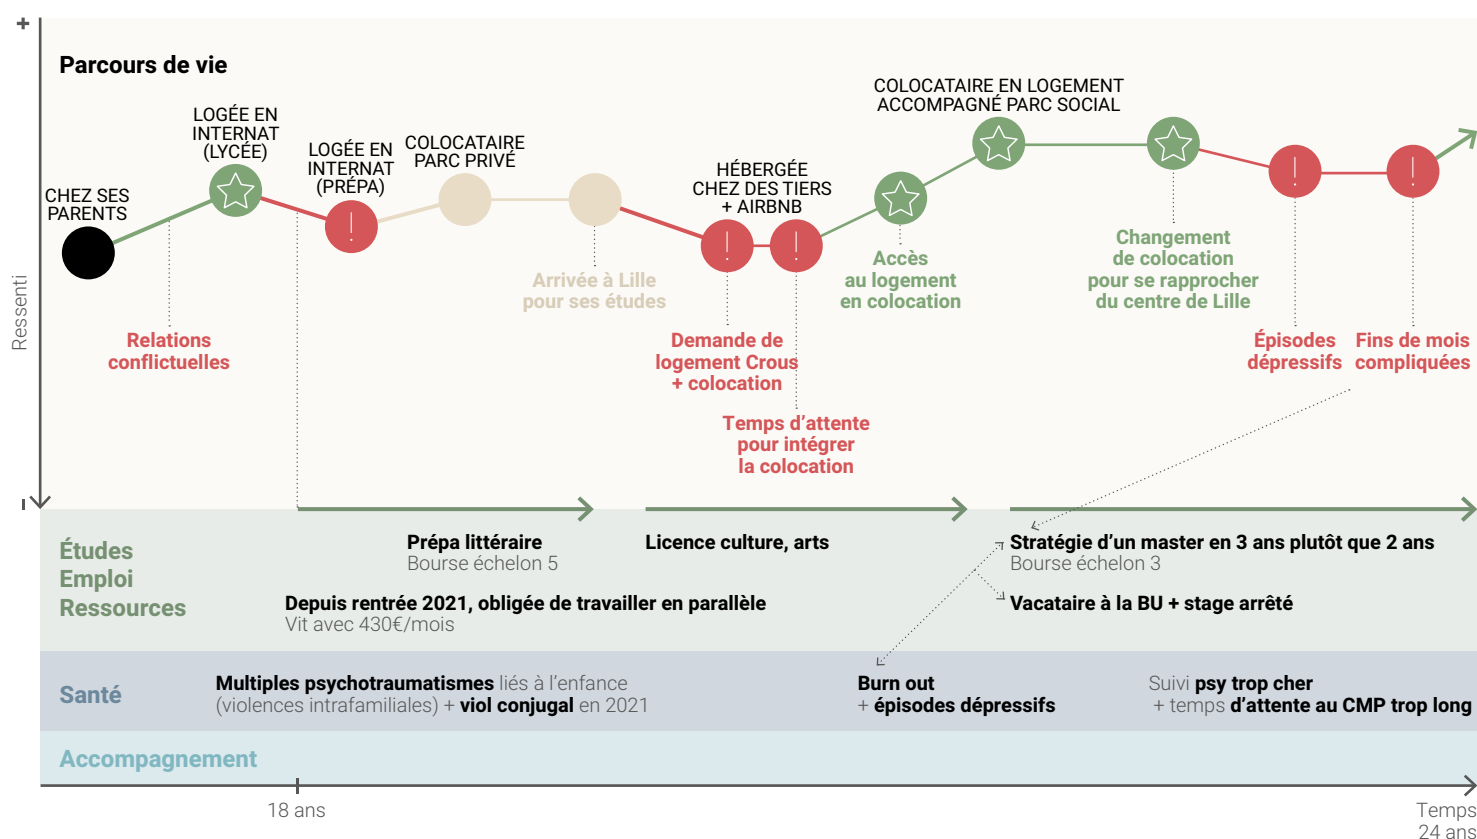 +
Parcours de vie
CHEZ SES
PARENTS
LOGÉE EN
INTERNAT
(LYCÉE)
LOGÉE EN
INTERNAT
(PRÉPA)
COLOCATAIRE
PARC PRIVÉ
HÉBERGÉE
CHEZ DES TIERS
+ AIRBNB
COLOCATAIRE EN LOGEMENT
ACCOMPAGNÉ PARC SOCIAL
!
!
!
!
!
Ressenti
Relations
conflictuelles
Arrivée à Lille
pour ses études
Demande de
logement Crous
+ colocation
Temps d’attente
pour intégrer
la colocation
Accès
au logement
en colocation
Changement
de colocation
pour se rapprocher
du centre de Lille
Épisodes
dépressifs
Fins de mois
compliquées
-
Études
Emploi
Ressources
Prépa littéraire
Bourse échelon 5
Licence culture, arts
Stratégie d’un master en 3 ans plutôt que 2 ans
Bourse échelon 3
Depuis rentrée 2021, obligée de travailler en parallèle
Vit avec 430€/mois
Vacataire à la BU + stage arrêté
Santé
Multiples psychotraumatismes liés à l’enfance
(violences intrafamiliales) + viol conjugal en 2021
Burn out
+ épisodes dépressifs
Suivi psy trop cher
+ temps d’attente au CMP trop long
Accompagnement
18 ans
Temps
24 ans